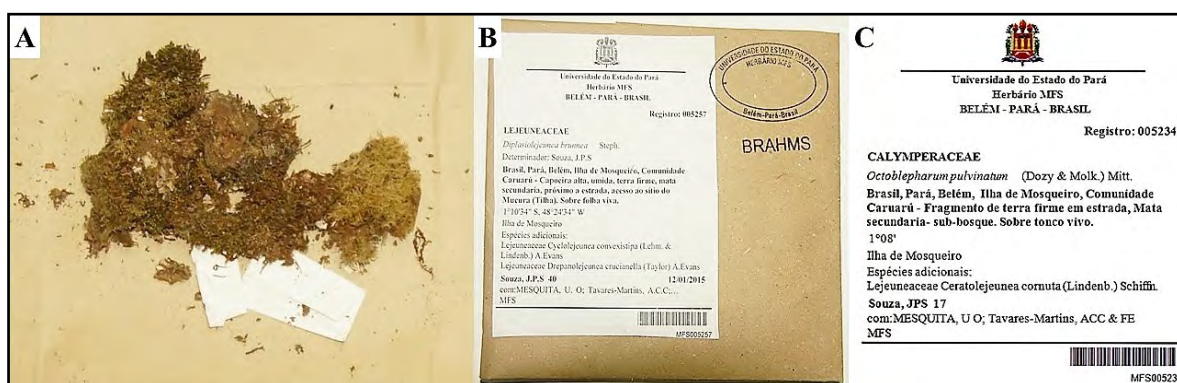 A
B
Universidade do Estado do Pará
Herbário MFS
BELÉM - PARÁ - BRASIL
Registro: 005257
LEJEUNEACEAE
Diplasiolejeunea brunnea Steph.
Determinador: Souza, J.P.S
Brasil, Pará, Belém, Ilha de Mosqueiro, Comunidade
Caruarú - Capoeira alta, umida, terra firme, mata
secundária, próximo a estrada, acesso ao sitio do
Mucura (Tilha). Sobre folha viva.
1°10'34" S, 48°24'34" W
Ilha de Mosqueiro
Espécies adicionais:
Lejeuneaceae Cyclolejeunea convexistipa (Lehm. &
Lindenb.) A.Evans
Lejeuneaceae Drepanolejeunea crucianella (Taylor) A.Evans
Souza, J.P.S 40 12/01/2015
com:MESQUITA, U. O; Tavares-Martins, A.C.C;...
MFS
MFS005257
UNIVERSIDADE DO ESTADO DO PARÁ
HERBÁRIO MFS
Belém-Pará-Brasil
BRAHMS
C
Universidade do Estado do Pará
Herbário MFS
BELÉM - PARÁ - BRASIL
Registro: 005234
CALYMPERACEAE
Octoblepharum pulvinatum (Dozy & Molk.) Mitt.
Brasil, Pará, Belém, Ilha de Mosqueiro, Comunidade
Caruarú - Fragmento de terra firme em estrada, Mata
secundaria- sub-bosque. Sobre tonco vivo.
1°08'
Ilha de Mosqueiro
Espécies adicionais:
Lejeuneaceae Ceratolejeunea cornuta (Lindenb.) Schiffn.
Souza, JPS 17
com:MESQUITA, U O; Tavares-Martins, ACC & FE
MFS
MFS00523